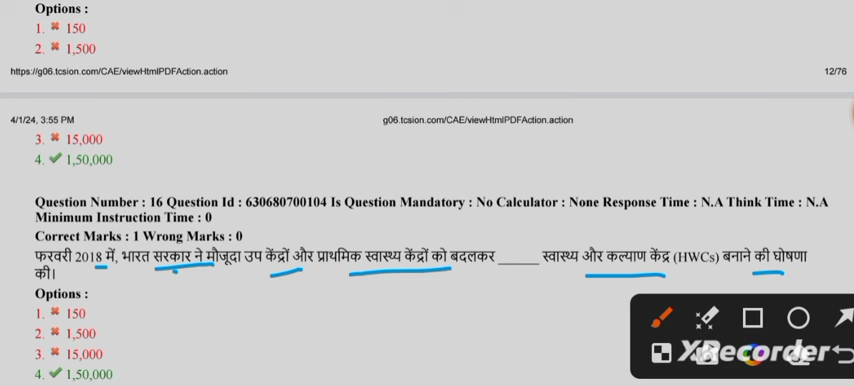 Options :
1. 150
2. 1,500
https://g06.tcsion.com/CAE/viewHtmlPDFAction.action 12/76
4/1/24, 3:55 PM g06.tcsion.com/CAE/viewHtmlPDFAction.action
3. 15,000
4. 1,50,000
Question Number : 16 Question Id : 630680700104 Is Question Mandatory : No Calculator : None Response Time : N.A Think Time : N.A
Minimum Instruction Time : 0
Correct Marks : 1 Wrong Marks : 0
फरवरी 2018 में, भारत सरकार ने मौजूदा उप केंद्रों और प्राथमिक स्वास्थ्य केंद्रों को बदलकर ______ स्वास्थ्य और कल्याण केंद्र (HWCs) बनाने की घोषणा
की।
Options :
1. 150
2. 1,500
3. 15,000
4. 1,50,000
XRecorder